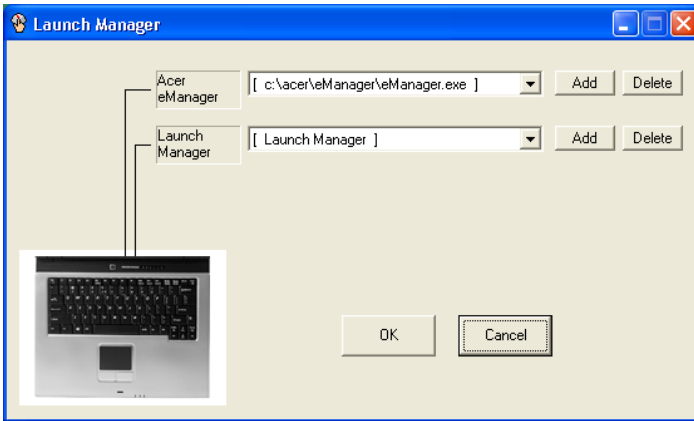 Launch Manager
Acer
eManager
[ c:\acer\eManager\eManager.exe ]
Add
Delete
Launch
Manager
[ Launch Manager ]
Add
Delete
OK
Cancel